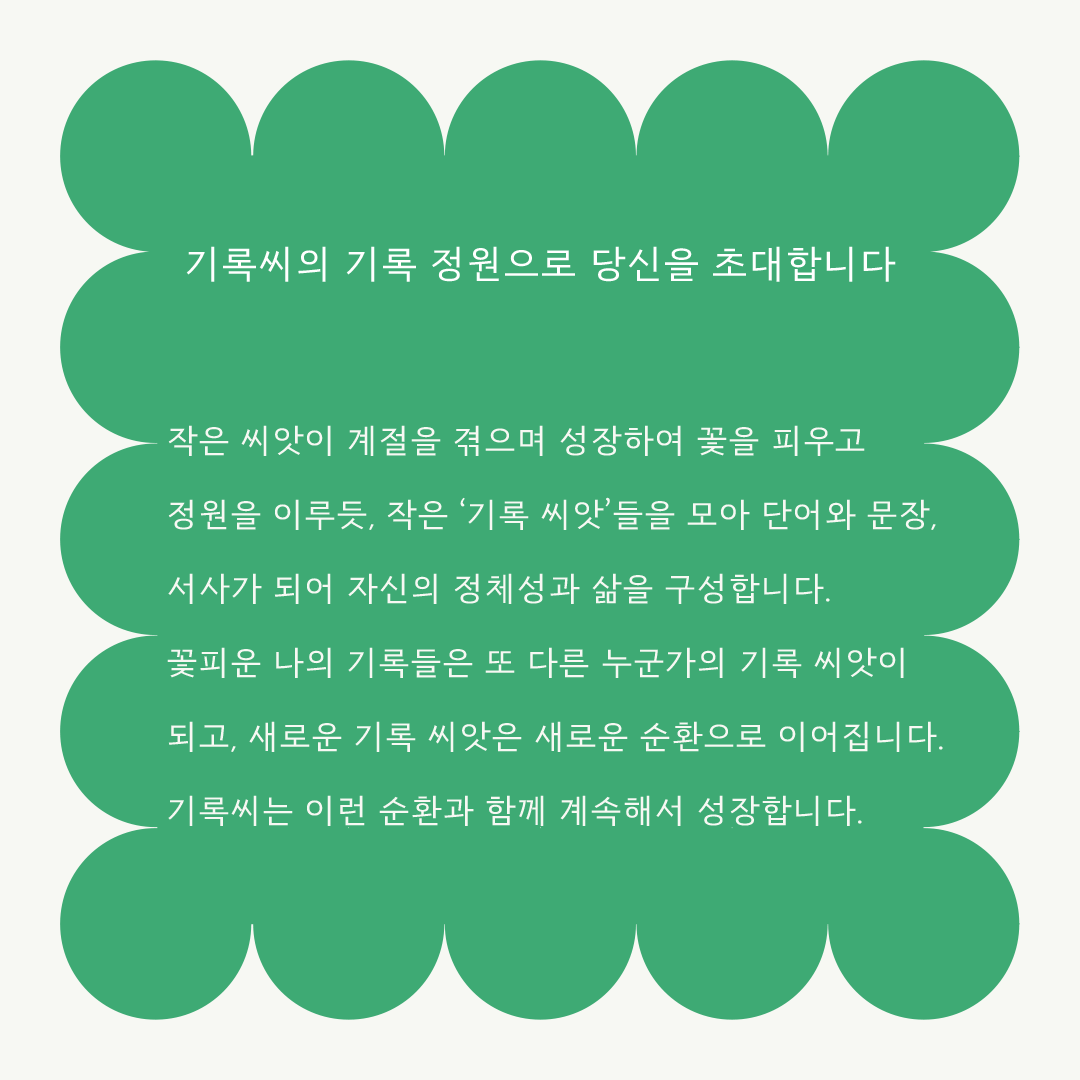 기록씨의 기록 정원으로 당신을 초대합니다
작은 씨앗이 계절을 겪으며 성장하여 꽃을 피우고
정원을 이루듯, 작은 ‘기록 씨앗’들을 모아 단어와 문장,
서사가 되어 자신의 정체성과 삶을 구성합니다.
꽃피운 나의 기록들은 또 다른 누군가의 기록 씨앗이
되고, 새로운 기록 씨앗은 새로운 순환으로 이어집니다.
기록씨는 이런 순환과 함께 계속해서 성장합니다.